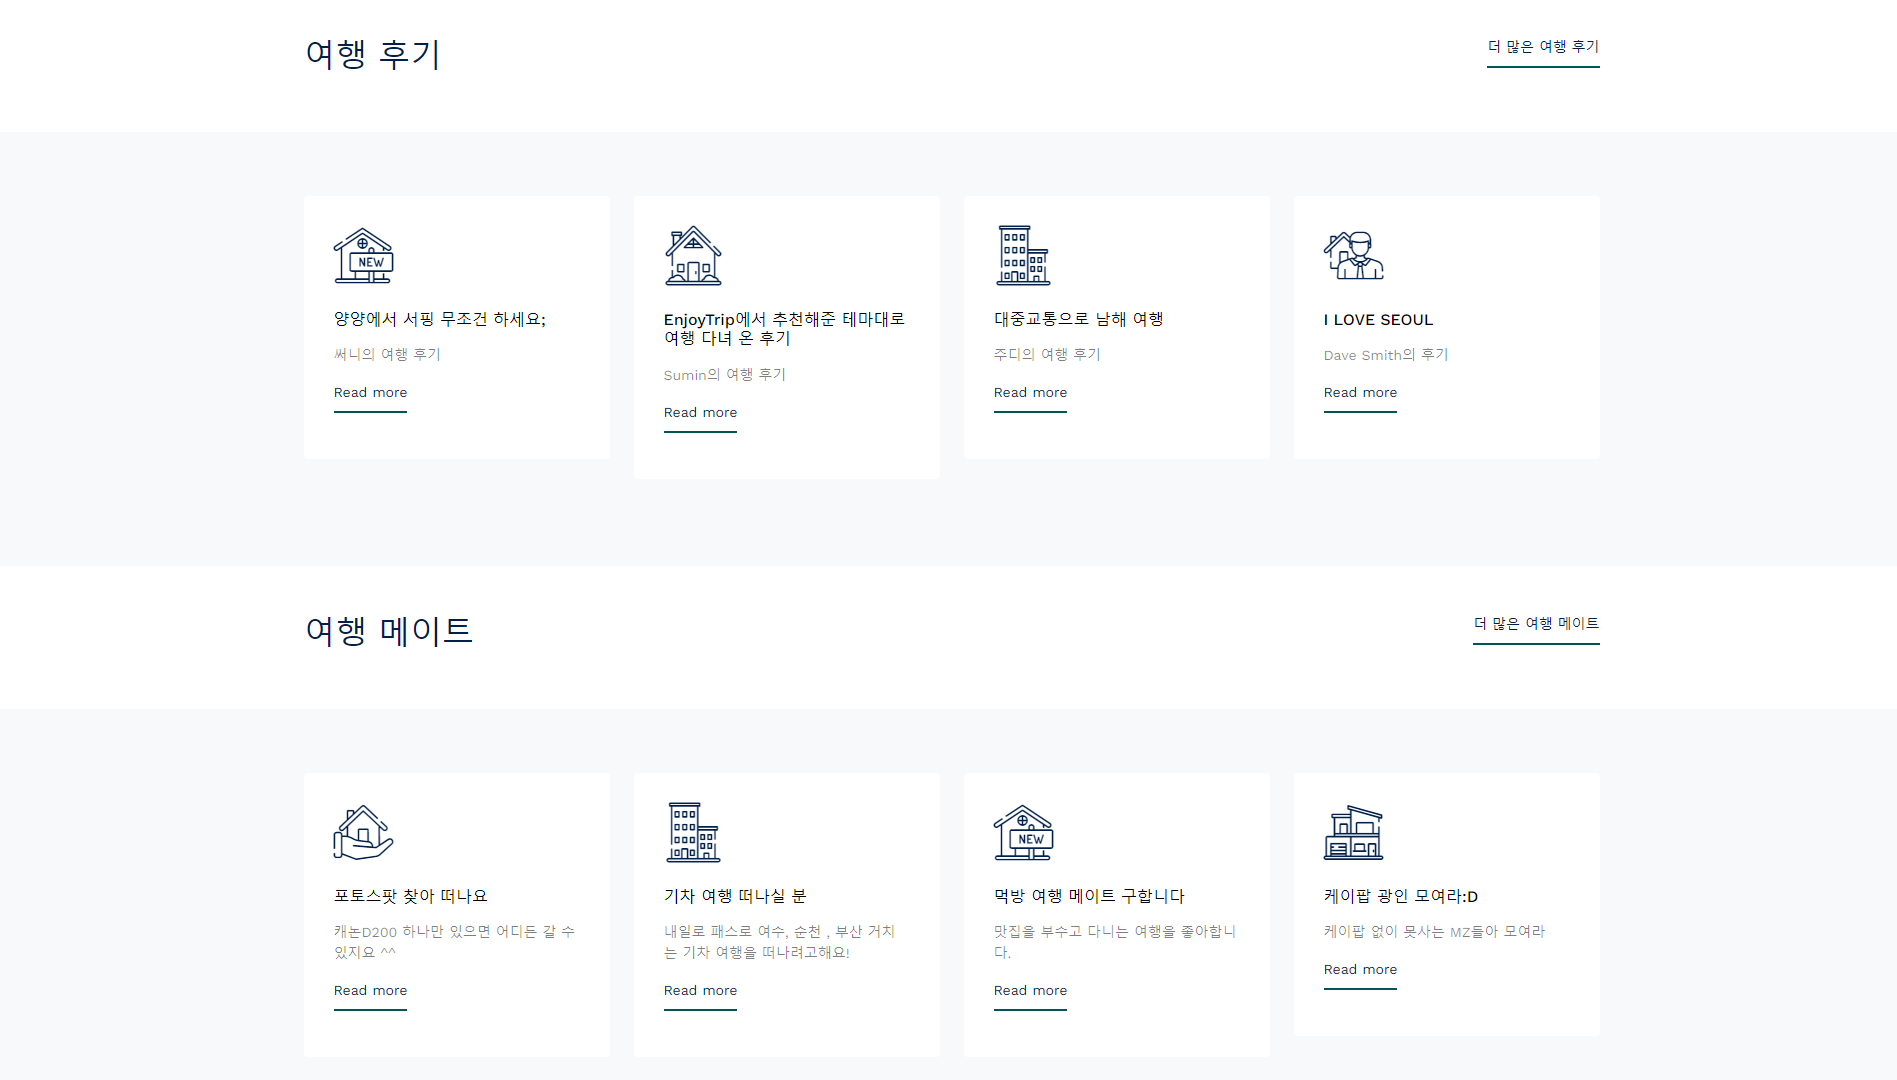 여행 후기
더 많은 여행 후기
NEW
양양에서 서핑 무조건 하세요;
써니의 여행 후기
Read more
EnjoyTrip에서 추천해준 테마대로
여행 다녀 온 후기
Sumin의 여행 후기
Read more
대중교통으로 남해 여행
주디의 여행 후기
Read more
I LOVE SEOUL
Dave Smith의 후기
Read more
여행 메이트
더 많은 여행 메이트
포토스팟 찾아 떠나요
캐논D200 하나만 있으면 어디든 갈 수
있지요 ^^
Read more
기차 여행 떠나실 분
내일로 패스로 여수, 순천 , 부산 거치
는 기차 여행을 떠나려고해요!
Read more
NEW
먹방 여행 메이트 구합니다
맛집을 부수고 다니는 여행을 좋아합니
다.
Read more
케이팝 광인 모여라:D
케이팝 없이 못사는 MZ들아 모여라
Read more